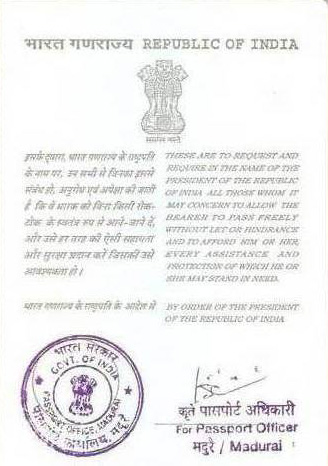 भारत गणराज्य REPUBLIC OF INDIA
सत्यमेव जयते
इसके द्वारा, भारत गणराज्य के राष्ट्रपति
के नाम पर, उन सभी से जिनका इससे
संबंध हो, अनुरोध एवं अपेक्षा की जाती
है कि वे धारक को बिना किसी रोक-
टोक के स्वतंत्र रूप से आने-जाने दें,
और उसे हर तरह की ऐसी सहायता
और सुरक्षा प्रदान करें जिसकी उसे
आवश्यकता हो।
THESE ARE TO REQUEST AND
REQUIRE IN THE NAME OF THE
PRESIDENT OF THE REPUBLIC
OF INDIA ALL THOSE WHOM IT
MAY CONCERN TO ALLOW THE
BEARER TO PASS FREELY
WITHOUT LET OR HINDRANCE
AND TO AFFORD HIM OR HER,
EVERY ASSISTANCE AND
PROTECTION OF WHICH HE OR
SHE MAY STAND IN NEED.
भारत गणराज्य के राष्ट्रपति के आदेश से
BY ORDER OF THE PRESIDENT
OF THE REPUBLIC OF INDIA
भारत सरकार
GOVT. OF INDIA
PASSPORT OFFICE, MADURAI
पासपोर्ट कार्यालय, मदुरै
कृते पासपोर्ट अधिकारी
For Passport Officer
मदुरै / Madurai